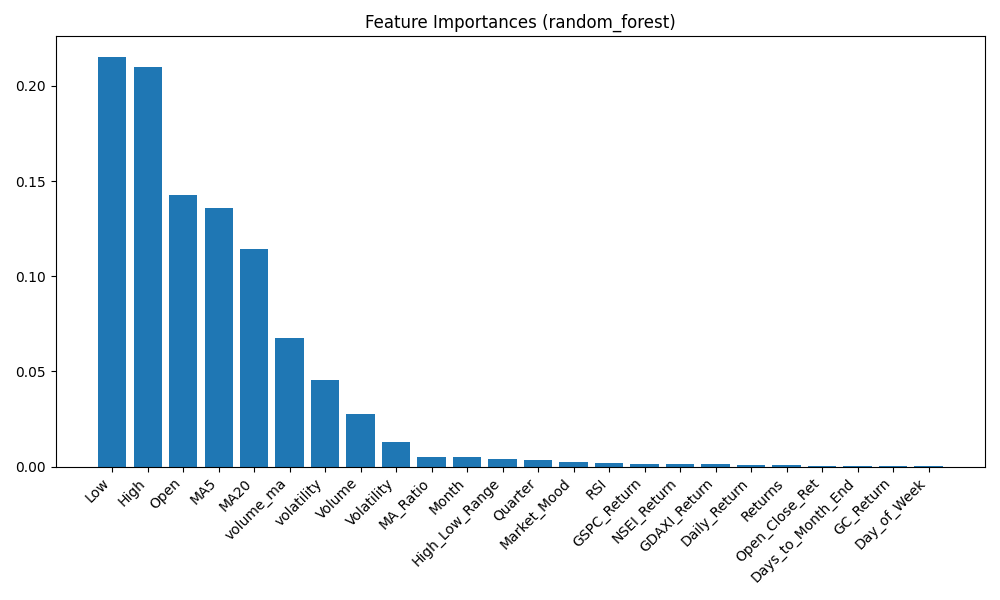 Feature Importances (random_forest)
0.20
0.15
0.10
0.05
0.00
Low
High
Open
MA5
MA20
volume_ma
volatility
Volume
Volatility
MA_Ratio
Month
High_Low_Range
Quarter
Market_Mood
RSI
GSPC_Return
NSEI_Return
GDAXI_Return
Daily_Return
Returns
Open_Close_Ret
Days_to_Month_End
GC_Return
Day_of_Week